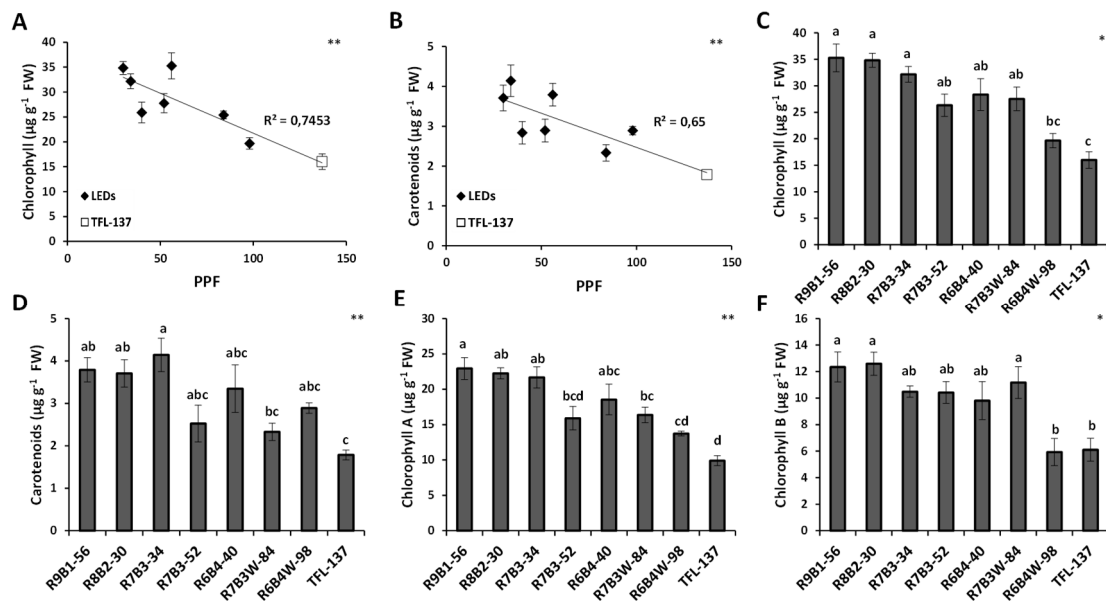 A
**
Chlorophyll (µg g⁻¹ FW)
40
35
30
25
20
15
10
5
0
R² = 0,7453
LEDs
TFL-137
0
50
100
150
PPF
B
**
Carotenoids (µg g⁻¹ FW)
5
4
3
2
1
0
R² = 0,65
LEDs
TFL-137
0
50
100
150
PPF
C
*
Chlorophyll (µg g⁻¹ FW)
40
35
30
25
20
15
10
5
0
a
a
a
ab
ab
ab
bc
c
R9B1-56
R8B2-30
R7B3-34
R7B3-52
R6B4-40
R7B3W-84
R6B4W-98
TFL-137
D
**
Carotenoids (µg g⁻¹ FW)
5
4
3
2
1
0
ab
ab
a
abc
abc
bc
abc
c
R9B1-56
R8B2-30
R7B3-34
R7B3-52
R6B4-40
R7B3W-84
R6B4W-98
TFL-137
E
**
Chlorophyll A (µg g⁻¹ FW)
30
25
20
15
10
5
0
a
ab
ab
bcd
abc
bc
cd
d
R9B1-56
R8B2-30
R7B3-34
R7B3-52
R6B4-40
R7B3W-84
R6B4W-98
TFL-137
F
*
Chlorophyll B (µg g⁻¹ FW)
16
14
12
10
8
6
4
2
0
a
a
ab
ab
ab
a
b
b
R9B1-56
R8B2-30
R7B3-34
R7B3-52
R6B4-40
R7B3W-84
R6B4W-98
TFL-137